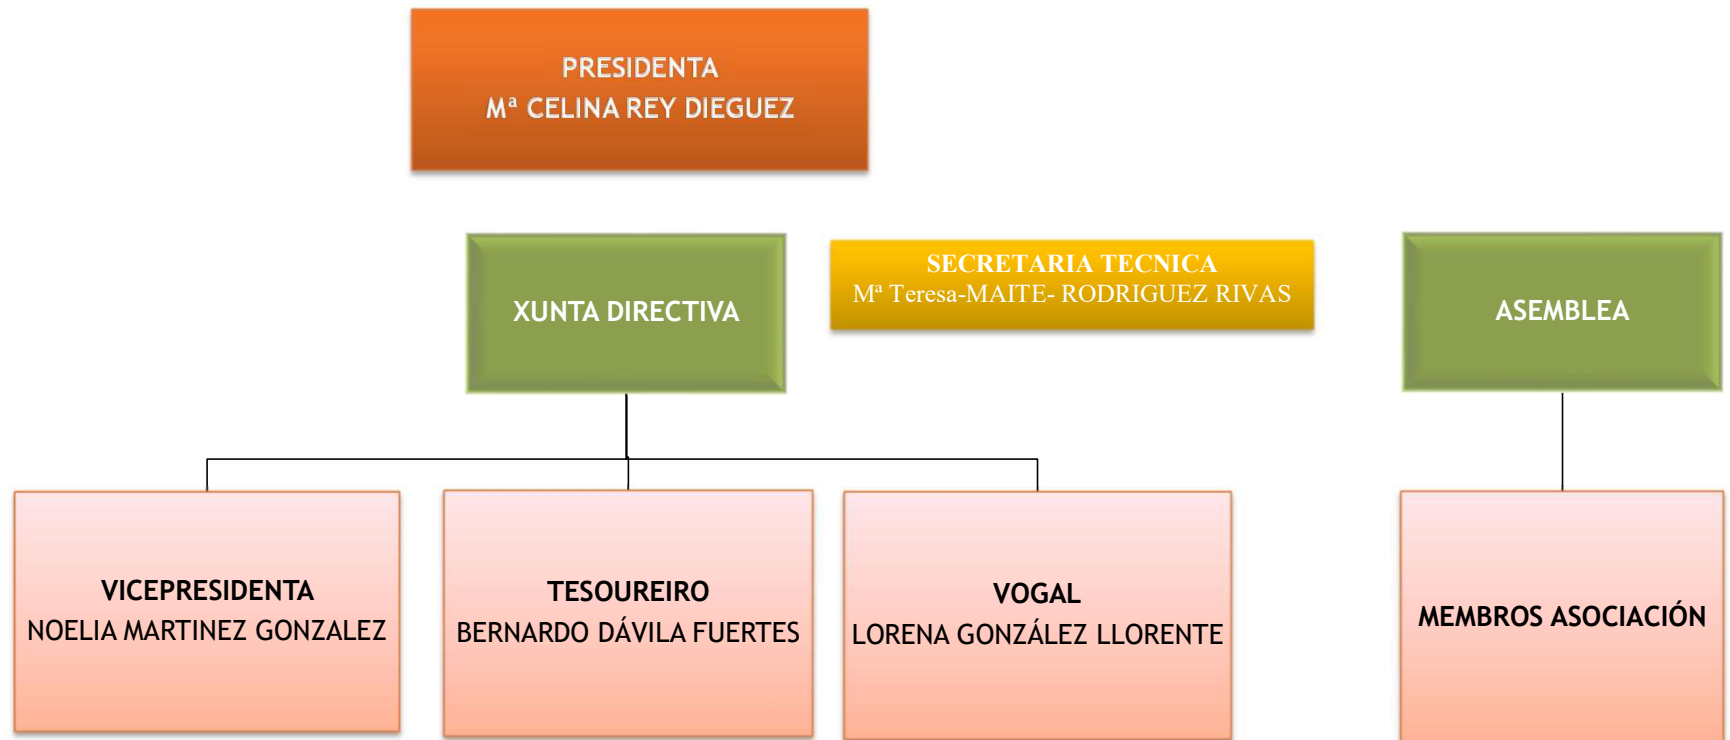 PRESIDENTA
Mª CELINA REY DIEGUEZ
XUNTA DIRECTIVA
SECRETARIA TECNICA
Mª Teresa-MAITE- RODRIGUEZ RIVAS
ASEMBLEA
VICEPRESIDENTA
NOELIA MARTINEZ GONZALEZ
TESOUREIRO
BERNARDO DÁVILA FUERTES
VOGAL
LORENA GONZÁLEZ LLORENTE
MEMBROS ASOCIACIÓN